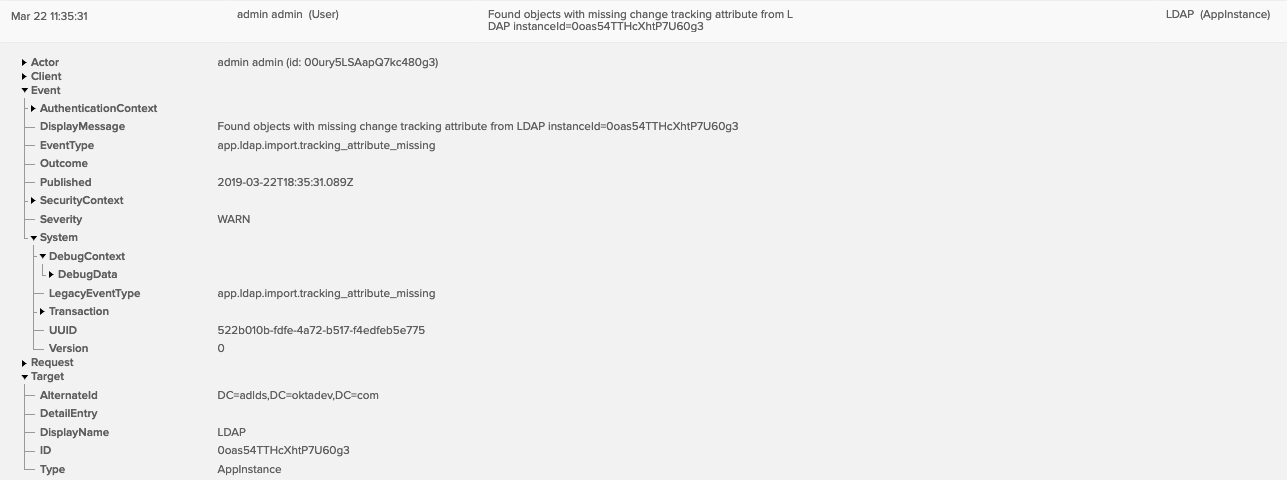 Mar 22 11:35:31 admin admin (User) Found objects with missing change tracking attribute from L LDAP (AppInstance)
DAP instanceId=0oas54TTHcXhtP7U60g3
Actor admin admin (id: 00ury5LSAapQ7kc480g3)
Client
Event
AuthenticationContext
DisplayMessage Found objects with missing change tracking attribute from LDAP instanceId=0oas54TTHcXhtP7U60g3
EventType app.ldap.import.tracking_attribute_missing
Outcome
Published 2019-03-22T18:35:31.089Z
SecurityContext
Severity WARN
System
DebugContext
DebugData
LegacyEventType app.ldap.import.tracking_attribute_missing
Transaction
UUID 522b010b-fdfe-4a72-b517-f4edfeb5e775
Version 0
Request
Target
AlternateId DC=adlds,DC=oktadev,DC=com
DetailEntry
DisplayName LDAP
ID 0oas54TTHcXhtP7U60g3
Type AppInstance